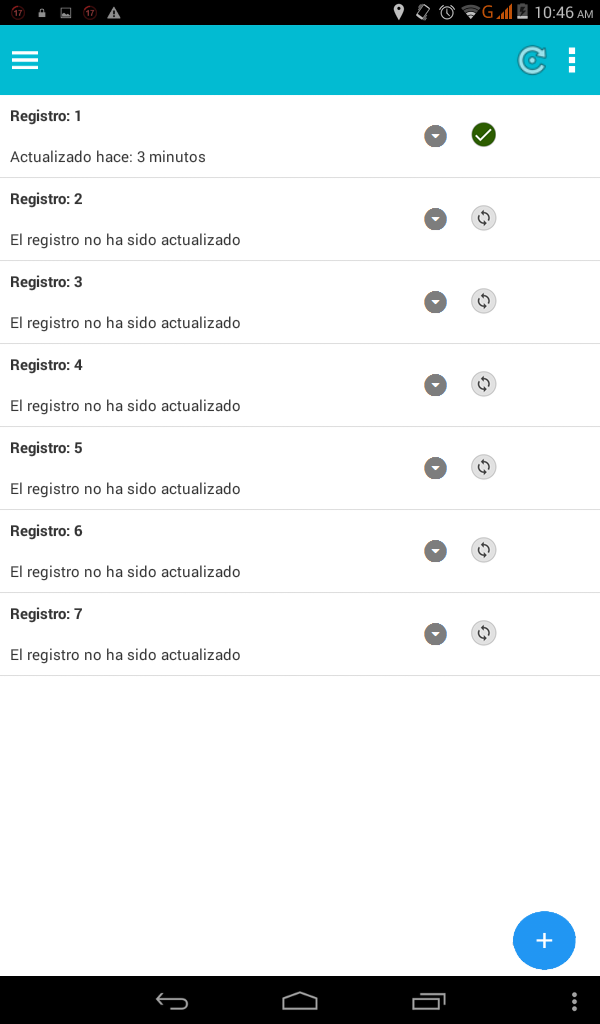 17 17 G 10:46 AM
Registro: 1
Actualizado hace: 3 minutos
Registro: 2
El registro no ha sido actualizado
Registro: 3
El registro no ha sido actualizado
Registro: 4
El registro no ha sido actualizado
Registro: 5
El registro no ha sido actualizado
Registro: 6
El registro no ha sido actualizado
Registro: 7
El registro no ha sido actualizado